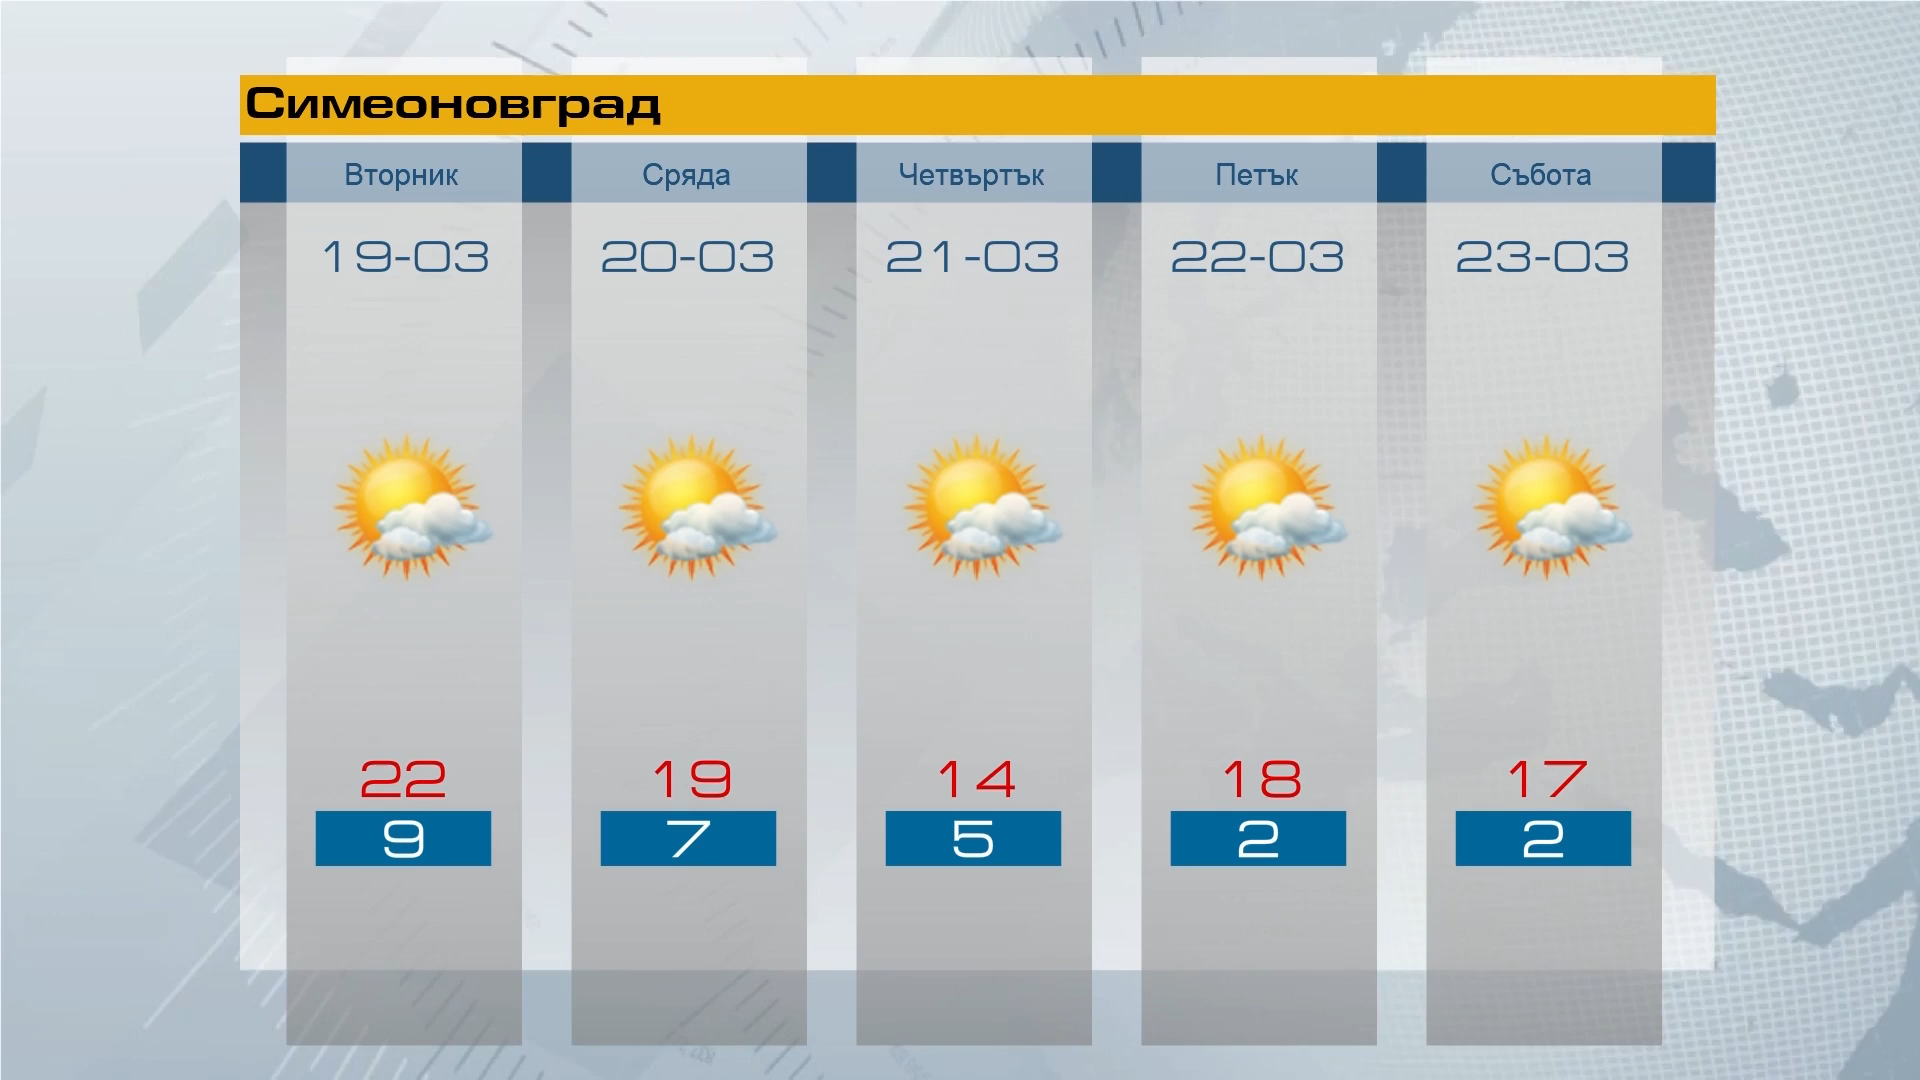 Симеоновград
Вторник Сряда Четвъртък Петък Събота
19-03 20-03 21-03 22-03 23-03
22 19 14 18 17
9 7 5 2 2